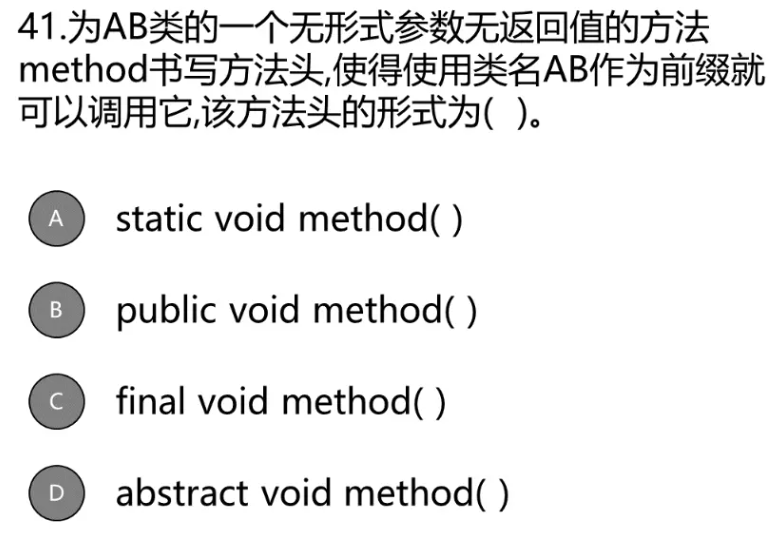 41.为AB类的一个无形式参数无返回值的方法
method书写方法头,使得使用类名AB作为前缀就
可以调用它,该方法头的形式为( )。
A static void method( )
B public void method( )
C final void method( )
D abstract void method( )